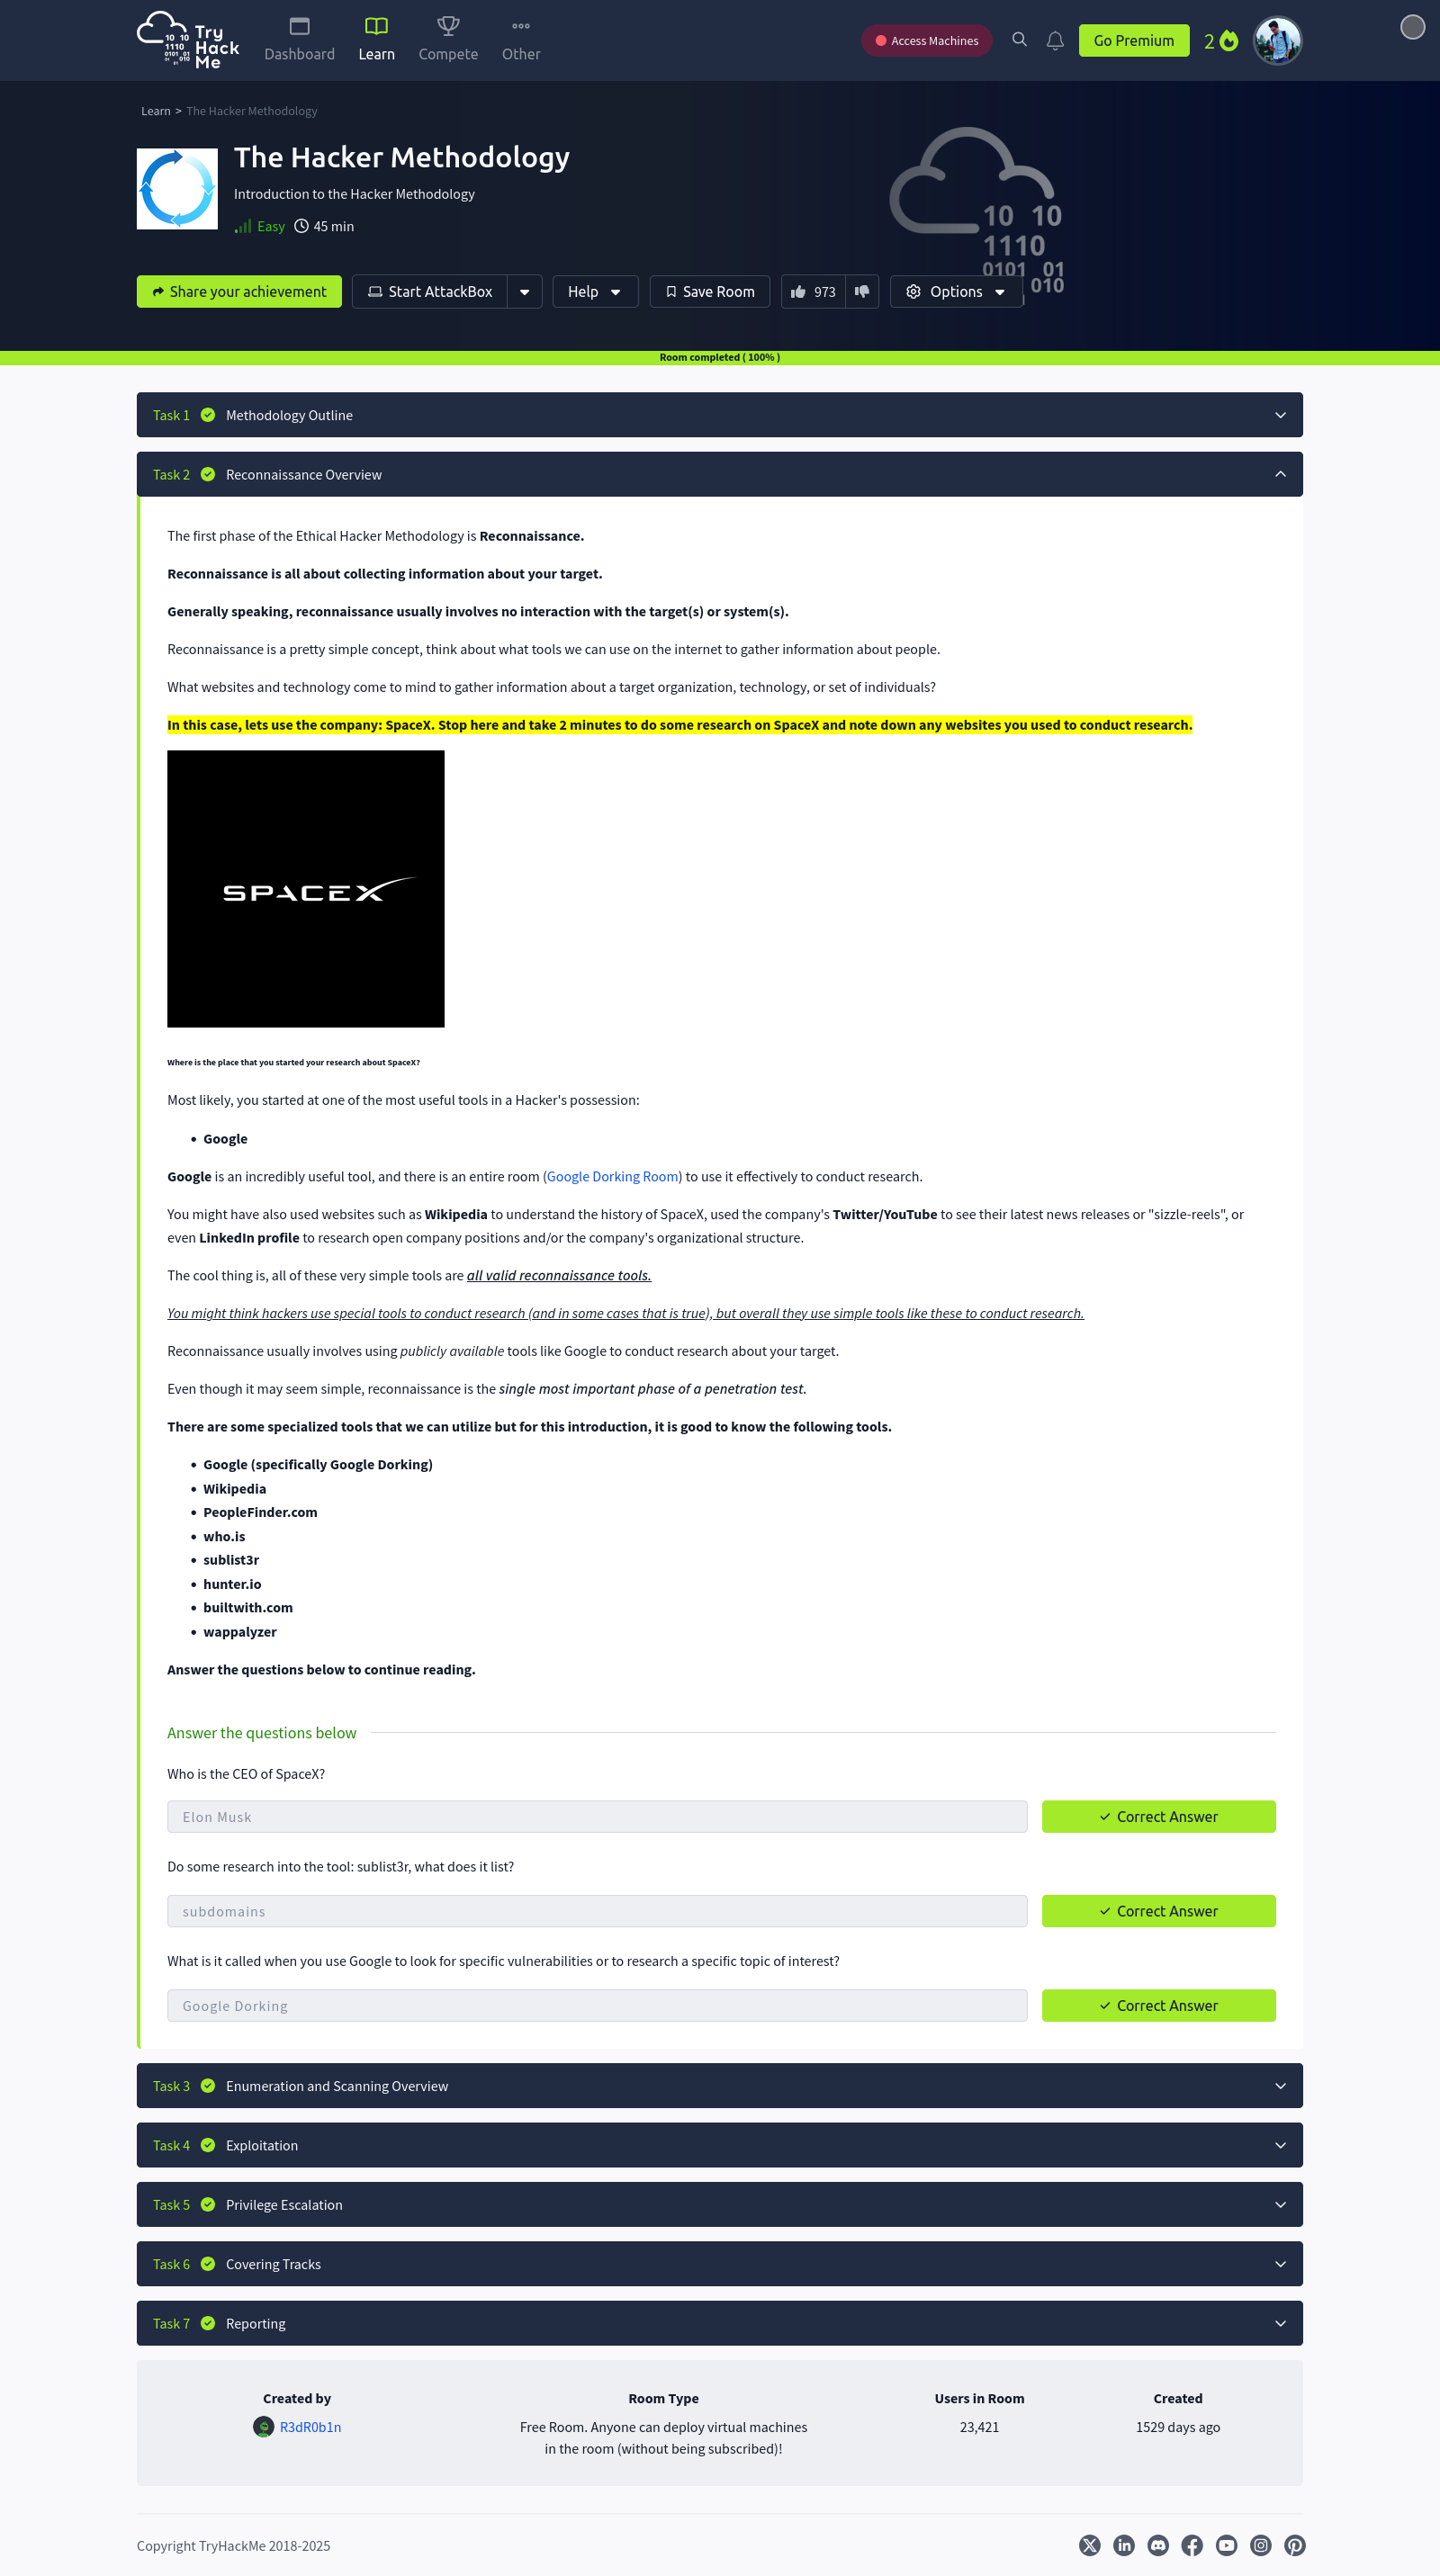 Try
Hack
Me
10 10
1110
0101 01
01 010
Dashboard
Learn
Compete
Other
Access Machines
Go Premium
2
Learn > The Hacker Methodology
The Hacker Methodology
Introduction to the Hacker Methodology
Easy 45 min
10 10
1110
0101 01
010
Share your achievement
Start AttackBox
Help
Save Room
973
Options
Room completed ( 100% )
Task 1 Methodology Outline
Task 2 Reconnaissance Overview
The first phase of the Ethical Hacker Methodology is Reconnaissance.
Reconnaissance is all about collecting information about your target.
Generally speaking, reconnaissance usually involves no interaction with the target(s) or system(s).
Reconnaissance is a pretty simple concept, think about what tools we can use on the internet to gather information about people.
What websites and technology come to mind to gather information about a target organization, technology, or set of individuals?
In this case, lets use the company: SpaceX. Stop here and take 2 minutes to do some research on SpaceX and note down any websites you used to conduct research.
SPACEX
Where is the place that you started your research about SpaceX?
Most likely, you started at one of the most useful tools in a Hacker's possession:
• Google
Google is an incredibly useful tool, and there is an entire room (Google Dorking Room) to use it effectively to conduct research.
You might have also used websites such as Wikipedia to understand the history of SpaceX, used the company's Twitter/YouTube to see their latest news releases or "sizzle-reels", or
even LinkedIn profile to research open company positions and/or the company's organizational structure.
The cool thing is, all of these very simple tools are all valid reconnaissance tools.
You might think hackers use special tools to conduct research (and in some cases that is true), but overall they use simple tools like these to conduct research.
Reconnaissance usually involves using publicly available tools like Google to conduct research about your target.
Even though it may seem simple, reconnaissance is the single most important phase of a penetration test.
There are some specialized tools that we can utilize but for this introduction, it is good to know the following tools.
• Google (specifically Google Dorking)
• Wikipedia
• PeopleFinder.com
• who.is
• sublist3r
• hunter.io
• builtwith.com
• wappalyzer
Answer the questions below to continue reading.
Answer the questions below
Who is the CEO of SpaceX?
Elon Musk
Correct Answer
Do some research into the tool: sublist3r, what does it list?
subdomains
Correct Answer
What is it called when you use Google to look for specific vulnerabilities or to research a specific topic of interest?
Google Dorking
Correct Answer
Task 3 Enumeration and Scanning Overview
Task 4 Exploitation
Task 5 Privilege Escalation
Task 6 Covering Tracks
Task 7 Reporting
Created by
R3dR0b1n
Room Type
Free Room. Anyone can deploy virtual machines
in the room (without being subscribed)!
Users in Room
23,421
Created
1529 days ago
Copyright TryHackMe 2018-2025